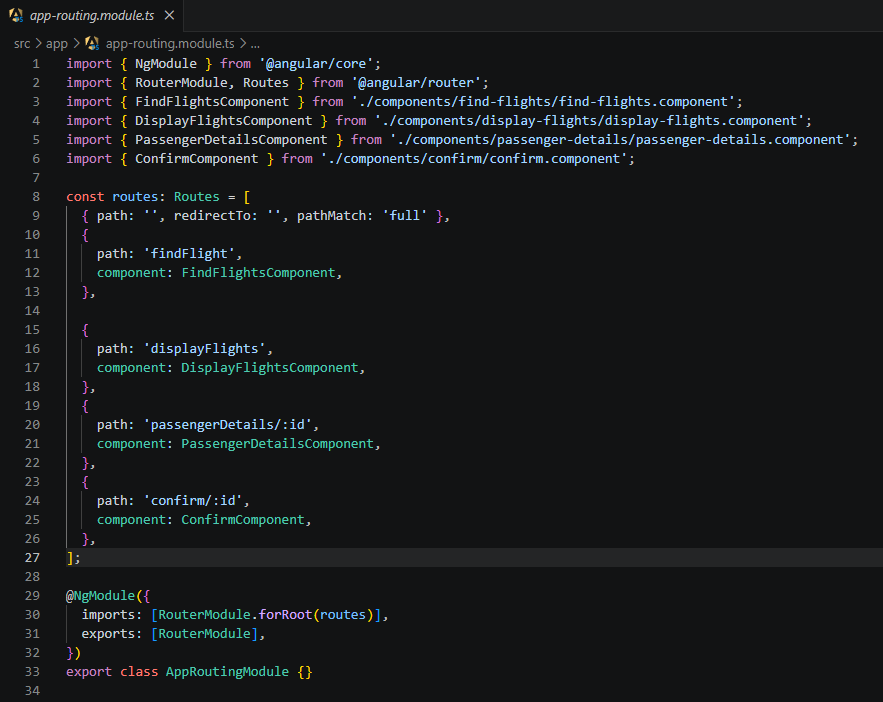 app-routing.module.ts ×
src > app > app-routing.module.ts > ...
1 import { NgModule } from '@angular/core';
2 import { RouterModule, Routes } from '@angular/router';
3 import { FindFlightsComponent } from './components/find-flights/find-flights.component';
4 import { DisplayFlightsComponent } from './components/display-flights/display-flights.component';
5 import { PassengerDetailsComponent } from './components/passenger-details/passenger-details.component';
6 import { ConfirmComponent } from './components/confirm/confirm.component';
7
8 const routes: Routes = [
9   { path: '', redirectTo: '', pathMatch: 'full' },
10   {
11     path: 'findFlight',
12     component: FindFlightsComponent,
13   },
14
15   {
16     path: 'displayFlights',
17     component: DisplayFlightsComponent,
18   },
19   {
20     path: 'passengerDetails/:id',
21     component: PassengerDetailsComponent,
22   },
23   {
24     path: 'confirm/:id',
25     component: ConfirmComponent,
26   },
27 ];
28
29 @NgModule({
30   imports: [RouterModule.forRoot(routes)],
31   exports: [RouterModule],
32 })
33 export class AppRoutingModule {}
34